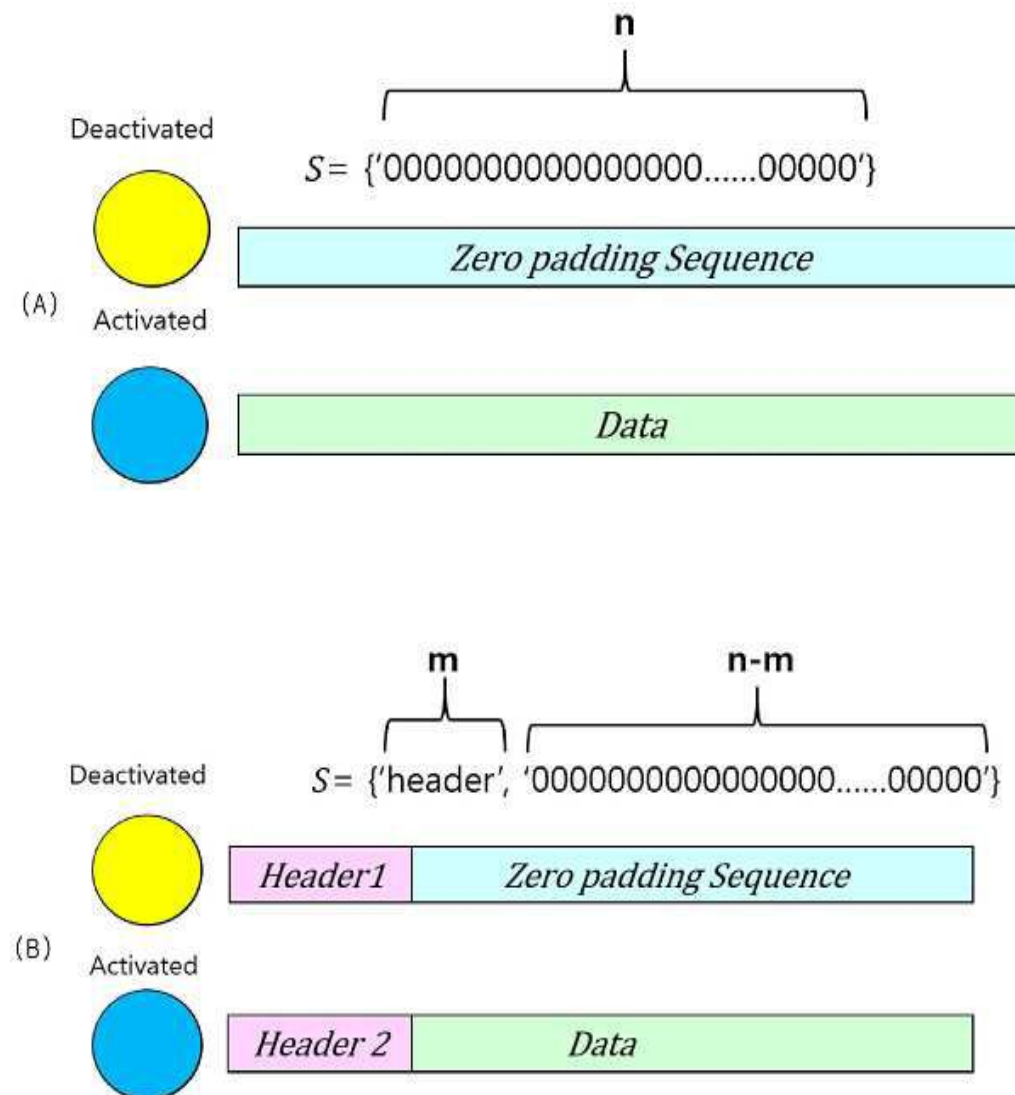 n
Deactivated
S = {'0000000000000000......00000'}
Zero padding Sequence
(A)
Activated
Data
m n-m
Deactivated
S = {'header', '0000000000000000......00000'}
Header1 Zero padding Sequence
(B)
Activated
Header 2 Data